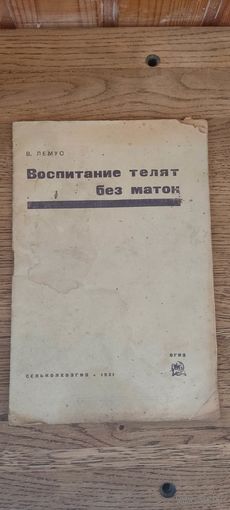 В. ЛЕМУС
Воспитание телят
без маток
ОГИЗ
СЕЛЬКОЛХОЗГИЗ • 1931